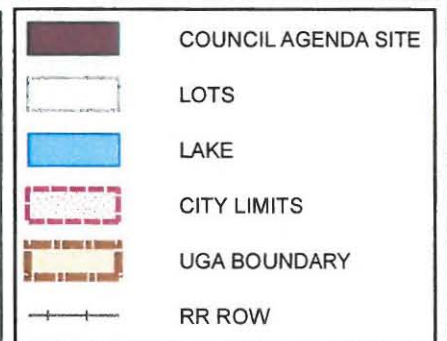 COUNCIL AGENDA SITE
LOTS
LAKE
CITY LIMITS
UGA BOUNDARY
RR ROW